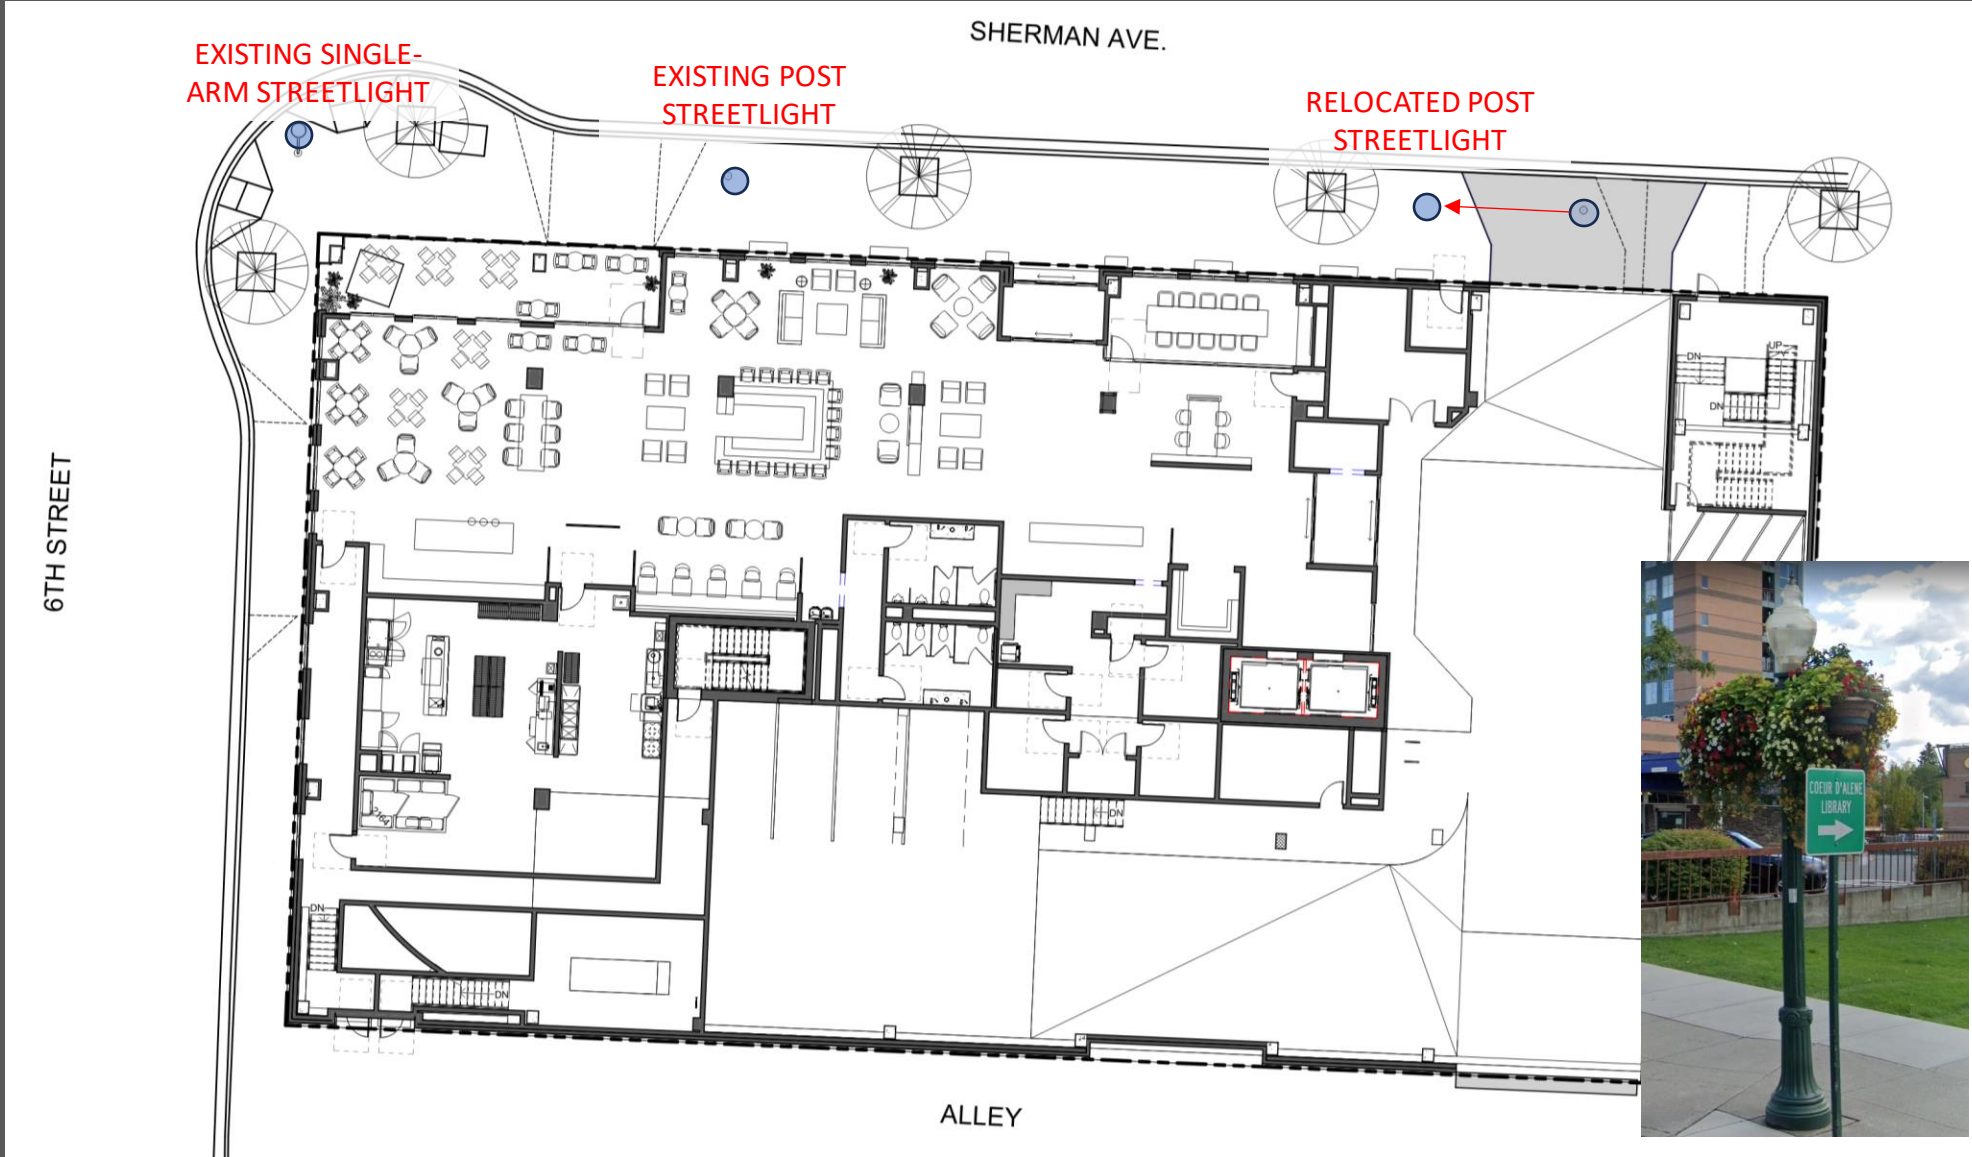 SHERMAN AVE.
EXISTING SINGLE-
ARM STREETLIGHT
EXISTING POST
STREETLIGHT
RELOCATED POST
STREETLIGHT
6TH STREET
UP
DN
DN
DN
DN
DN
ALLEY
COEUR D'ALENE
LIBRARY